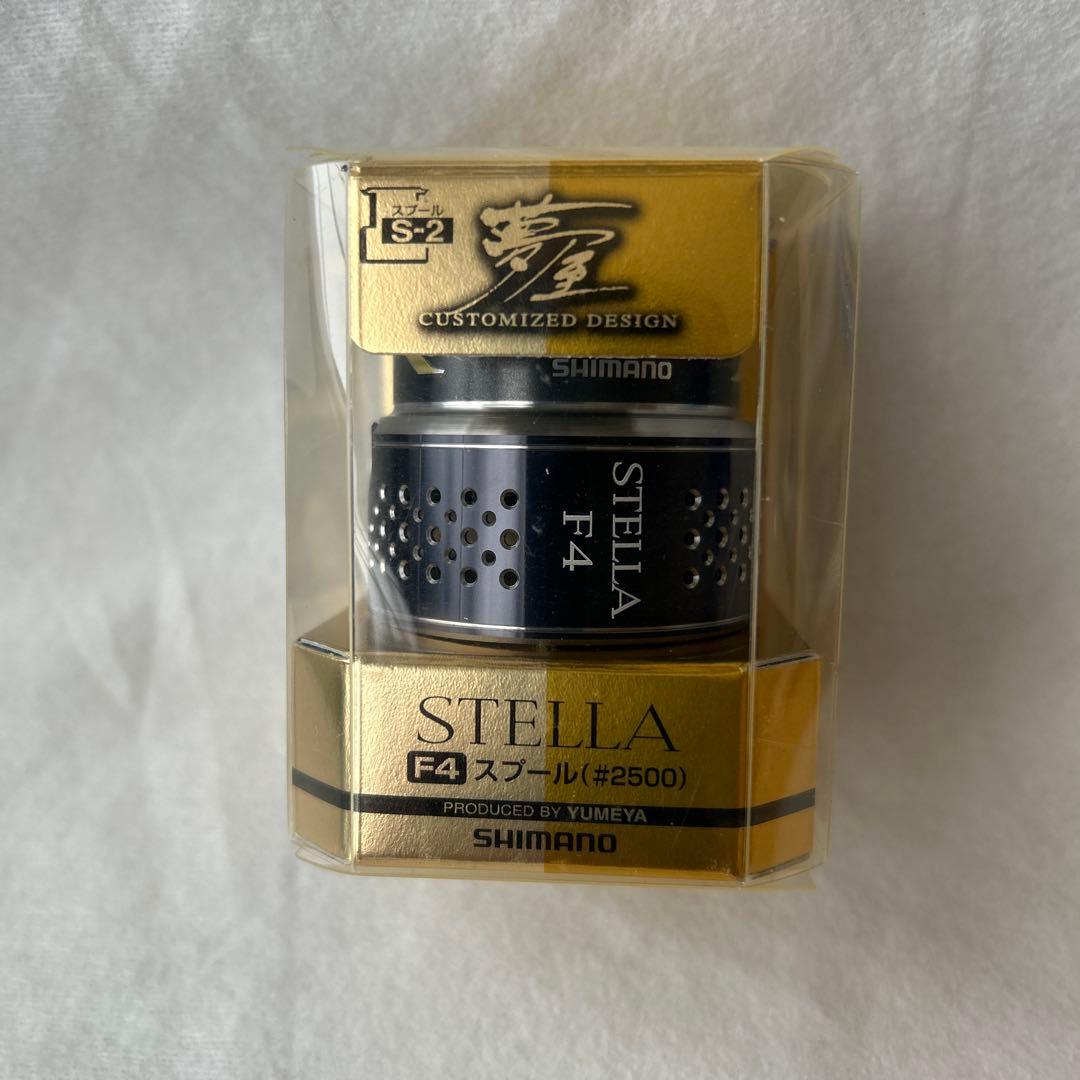 スプール
S-2
夢屋
CUSTOMIZED DESIGN
SHIMANO
STELLA
F4
STELLA
F4 スプール(#2500)
PRODUCED BY YUMEYA
SHIMANO